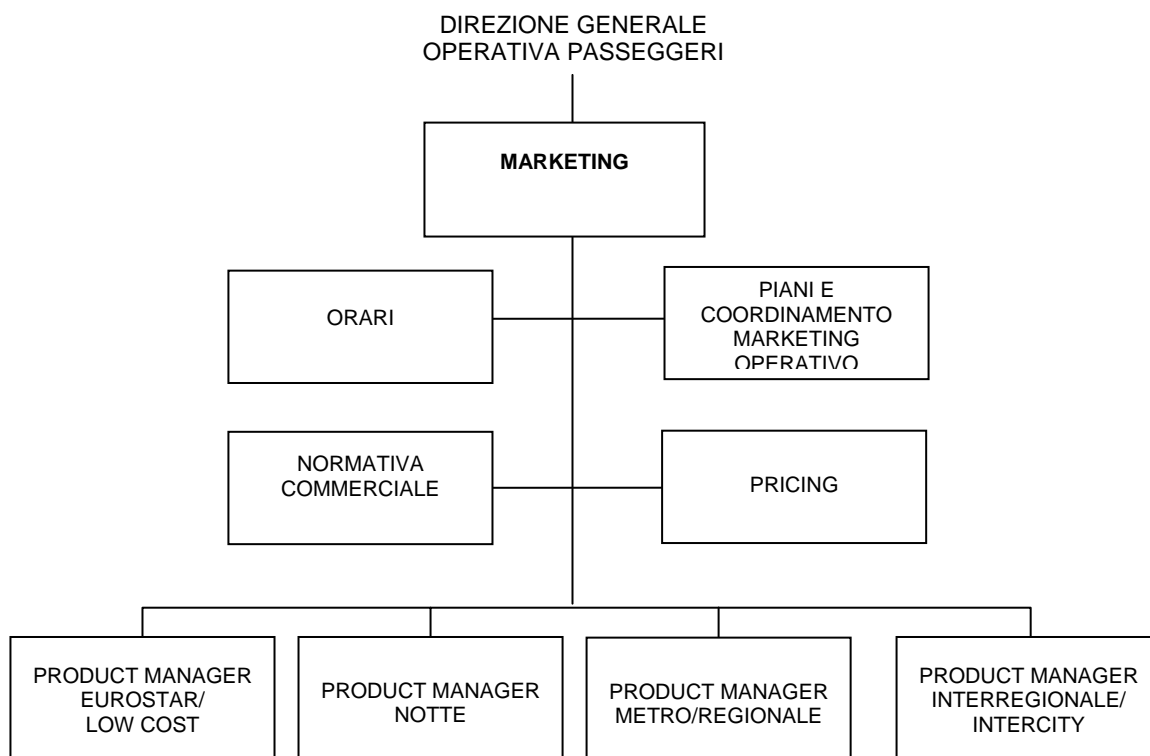 DIREZIONE GENERALE
OPERATIVA PASSEGGERI
MARKETING
ORARI
PIANI E
COORDINAMENTO
MARKETING
OPERATIVO
NORMATIVA
COMMERCIALE
PRICING
PRODUCT MANAGER
EUROSTAR/
LOW COST
PRODUCT MANAGER
NOTTE
PRODUCT MANAGER
METRO/REGIONALE
PRODUCT MANAGER
INTERREGIONALE/
INTERCITY